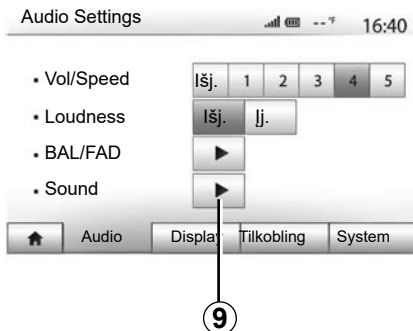 Audio Settings -- °F 16:40
• Vol/Speed Išj. 1 2 3 4 5
• Loudness Išj. Įj.
• BAL/FAD
• Sound
Audio Display Tilkobling System
9